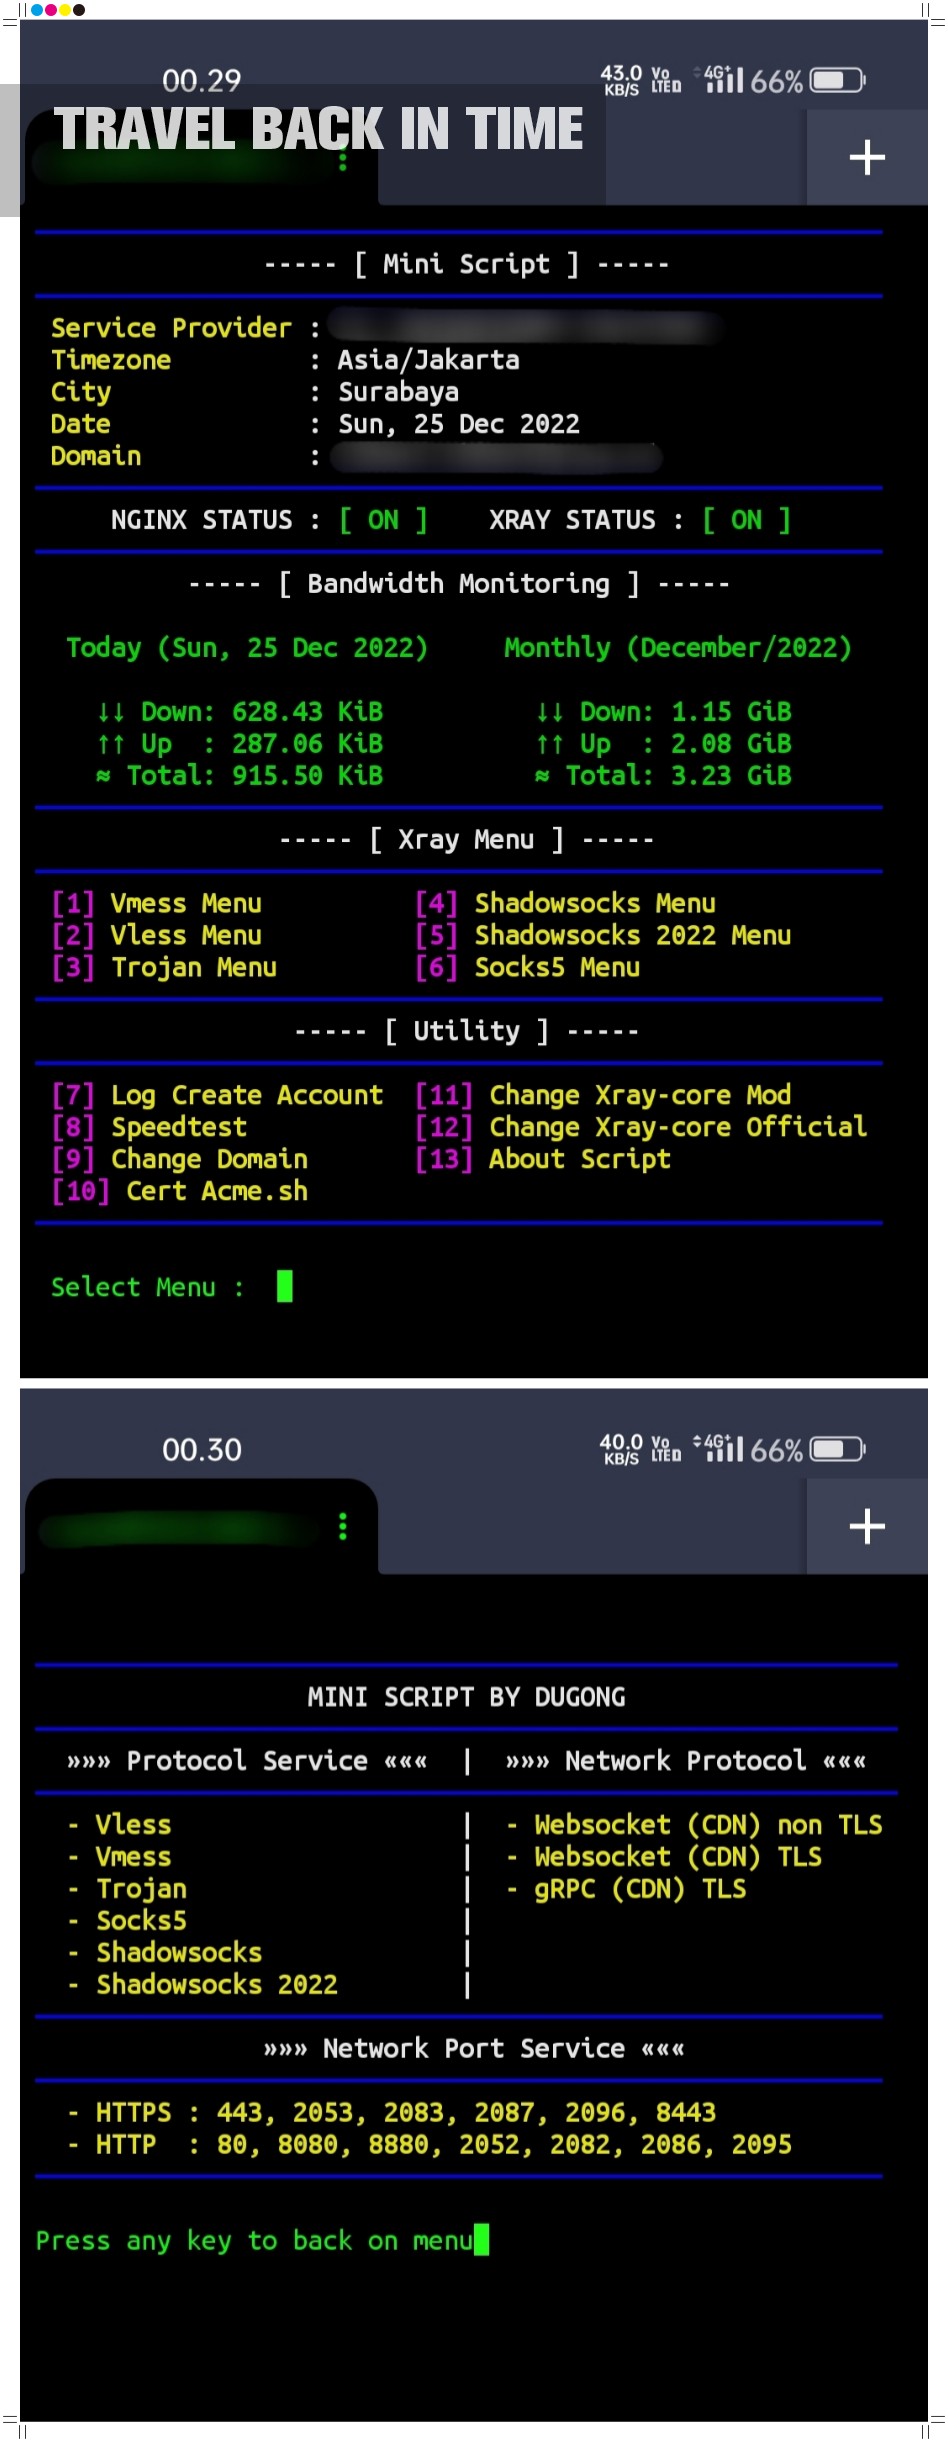 00.29 43.0 KB/S Vo LTE 4G+ 66%
TRAVEL BACK IN TIME
+
----- [ Mini Script ] -----
Service Provider :
Timezone : Asia/Jakarta
City : Surabaya
Date : Sun, 25 Dec 2022
Domain :
NGINX STATUS : [ ON ] XRAY STATUS : [ ON ]
----- [ Bandwidth Monitoring ] -----
Today (Sun, 25 Dec 2022) Monthly (December/2022)
↓↓ Down: 628.43 KiB ↓↓ Down: 1.15 GiB
↑↑ Up : 287.06 KiB ↑↑ Up : 2.08 GiB
≈ Total: 915.50 KiB ≈ Total: 3.23 GiB
----- [ Xray Menu ] -----
[1] Vmess Menu [4] Shadowsocks Menu
[2] Vless Menu [5] Shadowsocks 2022 Menu
[3] Trojan Menu [6] Socks5 Menu
----- [ Utility ] -----
[7] Log Create Account [11] Change Xray-core Mod
[8] Speedtest [12] Change Xray-core Official
[9] Change Domain [13] About Script
[10] Cert Acme.sh
Select Menu :
00.30 40.0 KB/S Vo LTE 4G+ 66%
+
MINI SCRIPT BY DUGONG
»»» Protocol Service ««« | »»» Network Protocol «««
- Vless | - Websocket (CDN) non TLS
- Vmess | - Websocket (CDN) TLS
- Trojan | - gRPC (CDN) TLS
- Socks5 |
- Shadowsocks |
- Shadowsocks 2022 |
»»» Network Port Service «««
- HTTPS : 443, 2053, 2083, 2087, 2096, 8443
- HTTP : 80, 8080, 8880, 2052, 2082, 2086, 2095
Press any key to back on menu